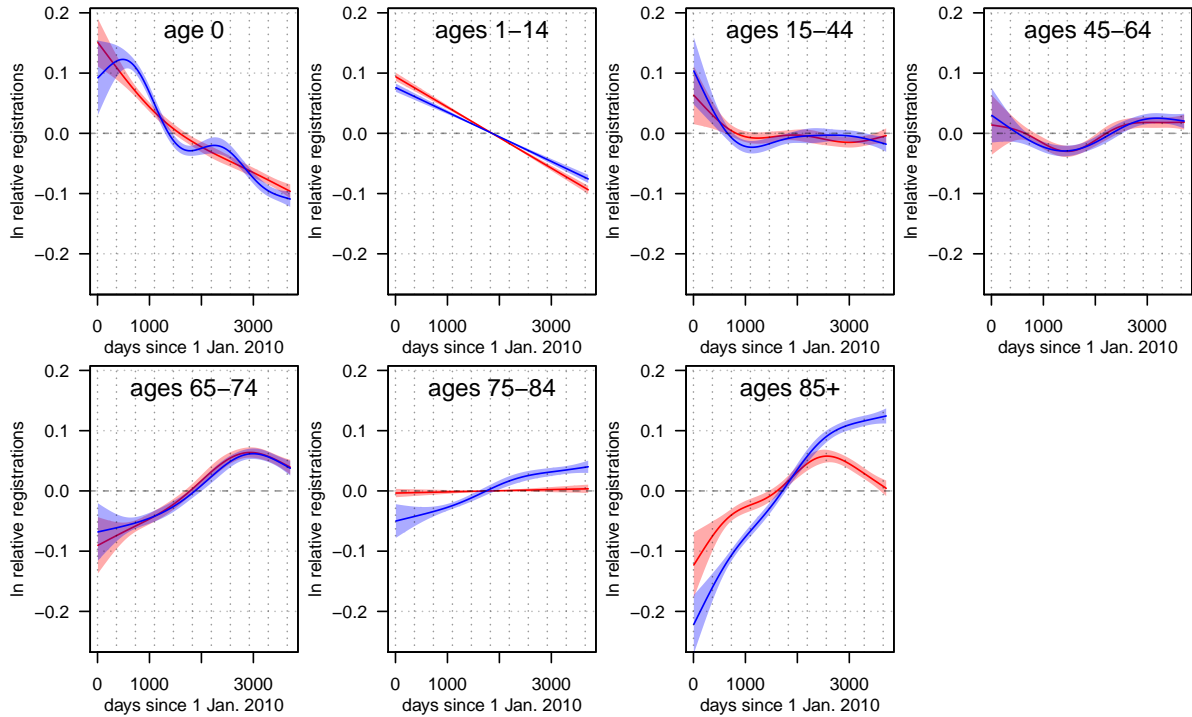 age 0
ln relative registrations
0.2
0.1
0.0
−0.1
−0.2
0 1000 3000
days since 1 Jan. 2010
ages 1−14
ln relative registrations
0.2
0.1
0.0
−0.1
−0.2
0 1000 3000
days since 1 Jan. 2010
ages 15−44
ln relative registrations
0.2
0.1
0.0
−0.1
−0.2
0 1000 3000
days since 1 Jan. 2010
ages 45−64
ln relative registrations
0.2
0.1
0.0
−0.1
−0.2
0 1000 3000
days since 1 Jan. 2010
ages 65−74
ln relative registrations
0.2
0.1
0.0
−0.1
−0.2
0 1000 3000
days since 1 Jan. 2010
ages 75−84
ln relative registrations
0.2
0.1
0.0
−0.1
−0.2
0 1000 3000
days since 1 Jan. 2010
ages 85+
ln relative registrations
0.2
0.1
0.0
−0.1
−0.2
0 1000 3000
days since 1 Jan. 2010